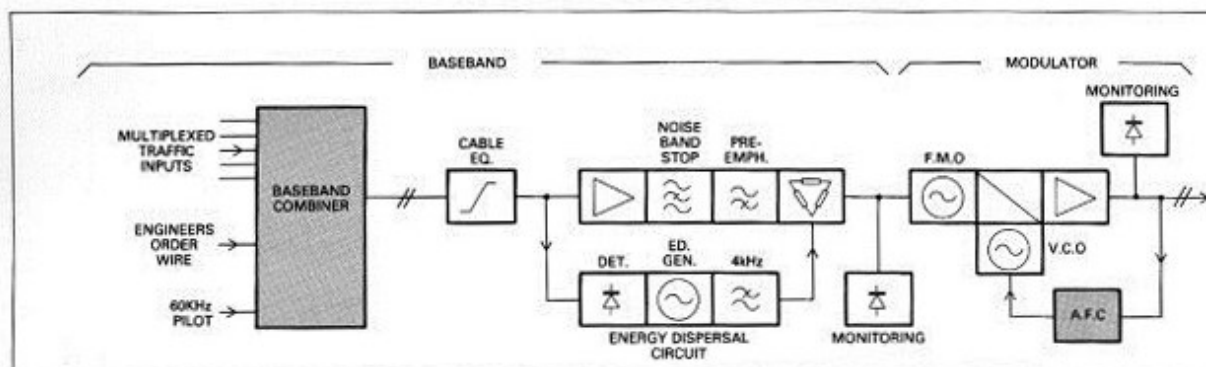 BASEBAND
MODULATOR
MONITORING
MULTIPLEXED
TRAFFIC
INPUTS
CABLE
EQ.
NOISE
BAND
STOP
PRE-
EMPH.
F.M.O
BASEBAND
COMBINER
ENGINEERS
ORDER
WIRE
DET.
ED.
GEN.
4kHz
V.C.O
60KHz
PILOT
ENERGY DISPERSAL
CIRCUIT
MONITORING
A.F.C